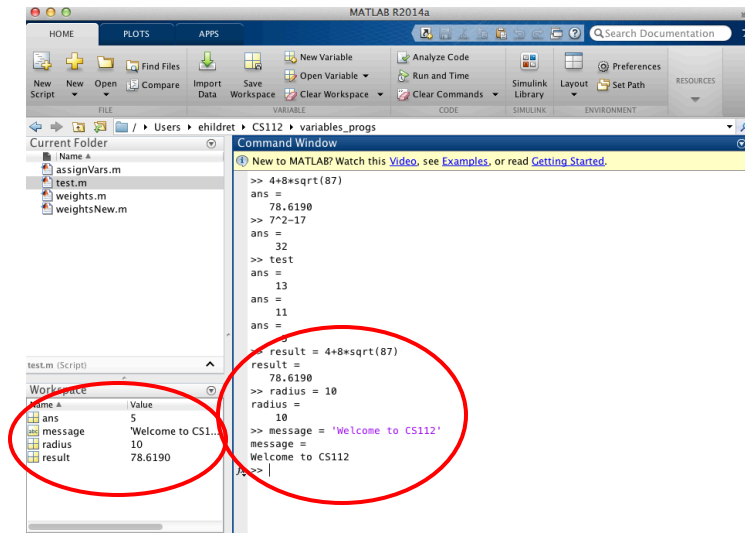 MATLAB R2014a
HOME PLOTS APPS Search Documentation
New Script New Open Find Files Compare Import Data Save Workspace New Variable Open Variable Clear Workspace Analyze Code Run and Time Clear Commands Simulink Library Layout Preferences Set Path RESOURCES
FILE VARIABLE CODE SIMULINK ENVIRONMENT
/ Users ehildret CS112 variables_progs
Current Folder
Name
assignVars.m
test.m
weights.m
weightsNew.m
test.m (Script)
Workspace
Name Value
ans 5
message 'Welcome to CS1...
radius 10
result 78.6190
Command Window
New to MATLAB? Watch this Video, see Examples, or read Getting Started.
>> 4+8*sqrt(87)
ans =
78.6190
>> 7^2-17
ans =
32
>> test
ans =
13
ans =
11
ans =
>> result = 4+8*sqrt(87)
result =
78.6190
>> radius = 10
radius =
10
>> message = 'Welcome to CS112'
message =
Welcome to CS112
fx >>